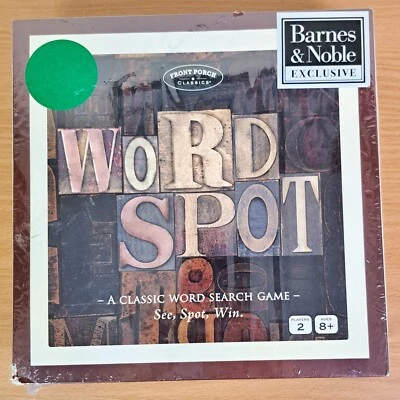 Barnes
& Noble
EXCLUSIVE
FRONT PORCH
CLASSICS
WORD
SPOT
– A CLASSIC WORD SEARCH GAME –
See, Spot, Win.
PLAYERS
2
AGES
8+